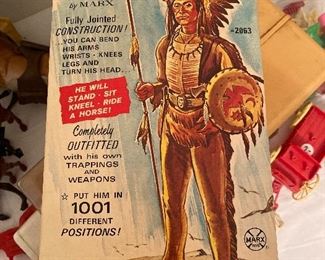 by MARX
Fully Jointed
CONSTRUCTION!
...YOU CAN BEND
HIS ARMS
WRISTS - KNEES
LEGS AND
TURN HIS HEAD...
HE WILL
STAND - SIT
KNEEL - RIDE
A HORSE!
Completely
OUTFITTED
with his own
TRAPPINGS
AND
WEAPONS
☆ PUT HIM IN
1001
DIFFERENT
POSITIONS!
-2063
MARX